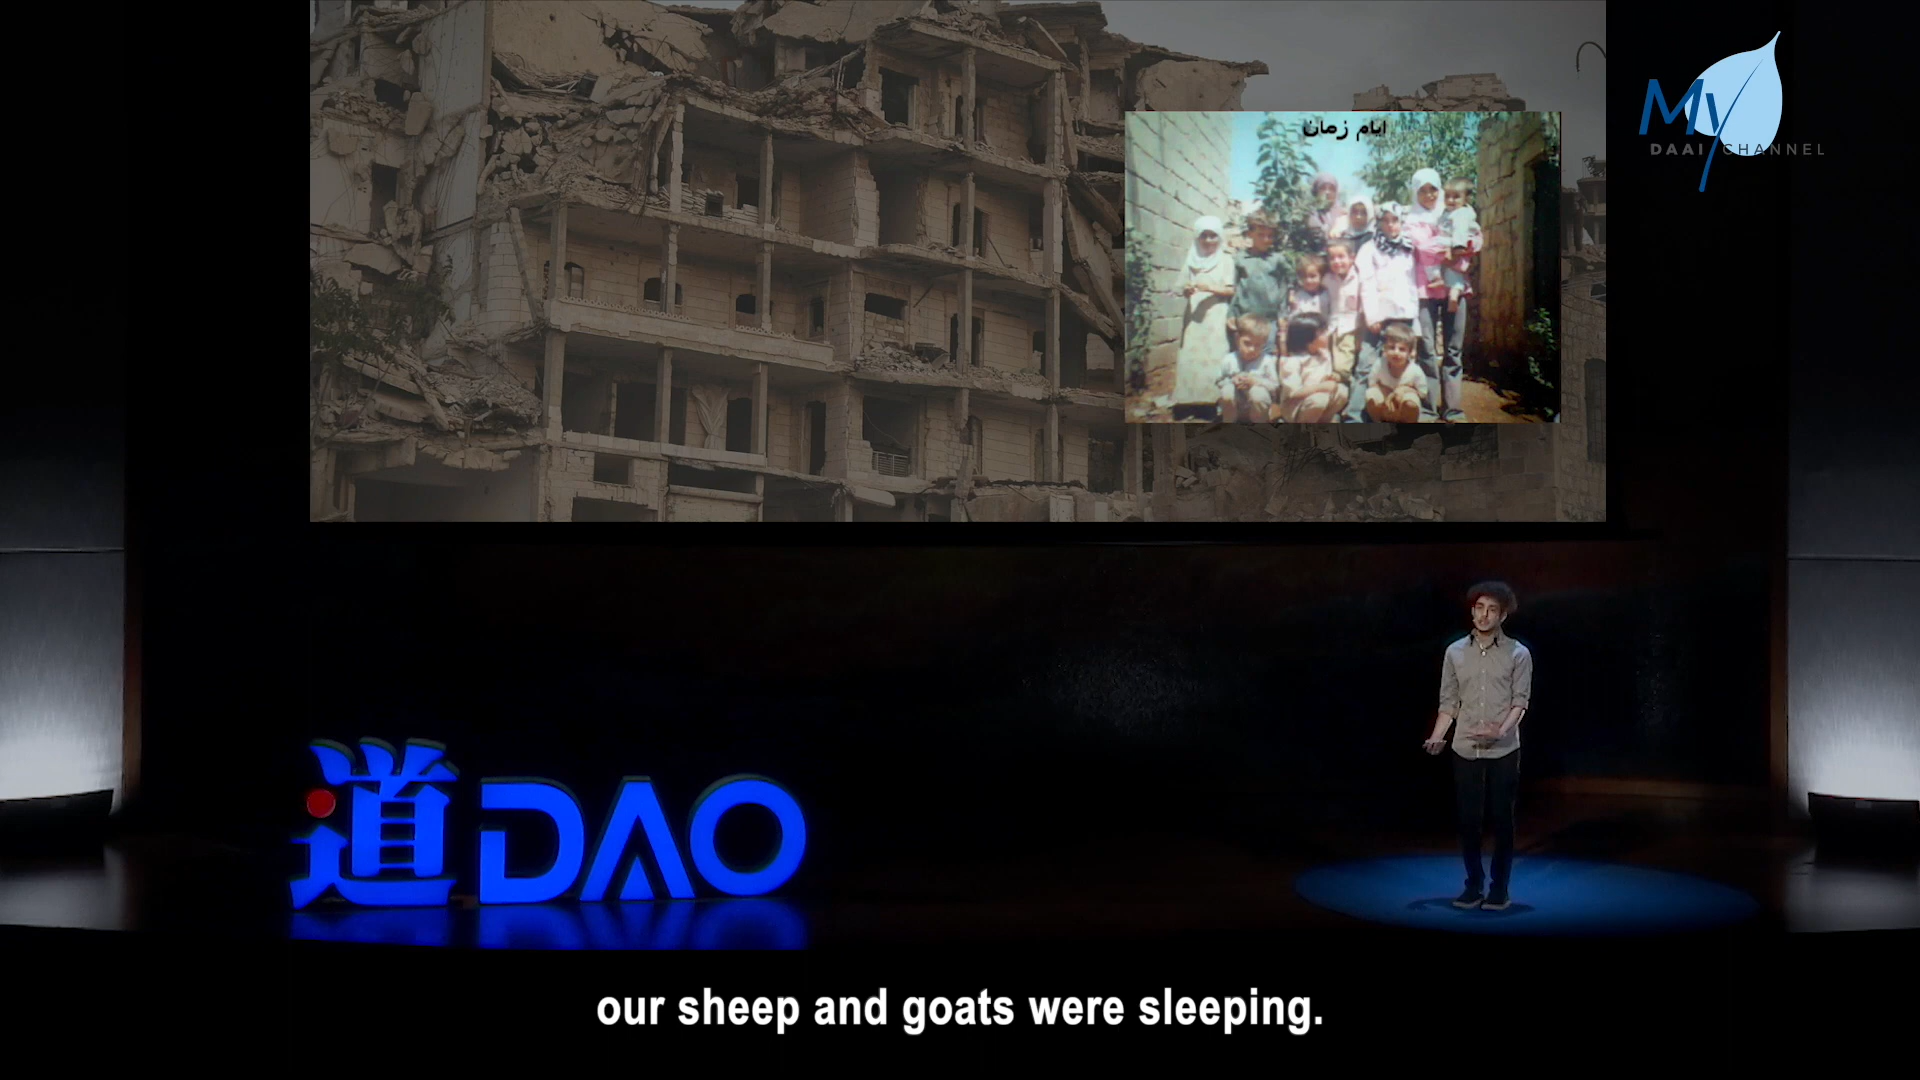 ايام زمان
My
DAAI CHANNEL
道DAO
our sheep and goats were sleeping.